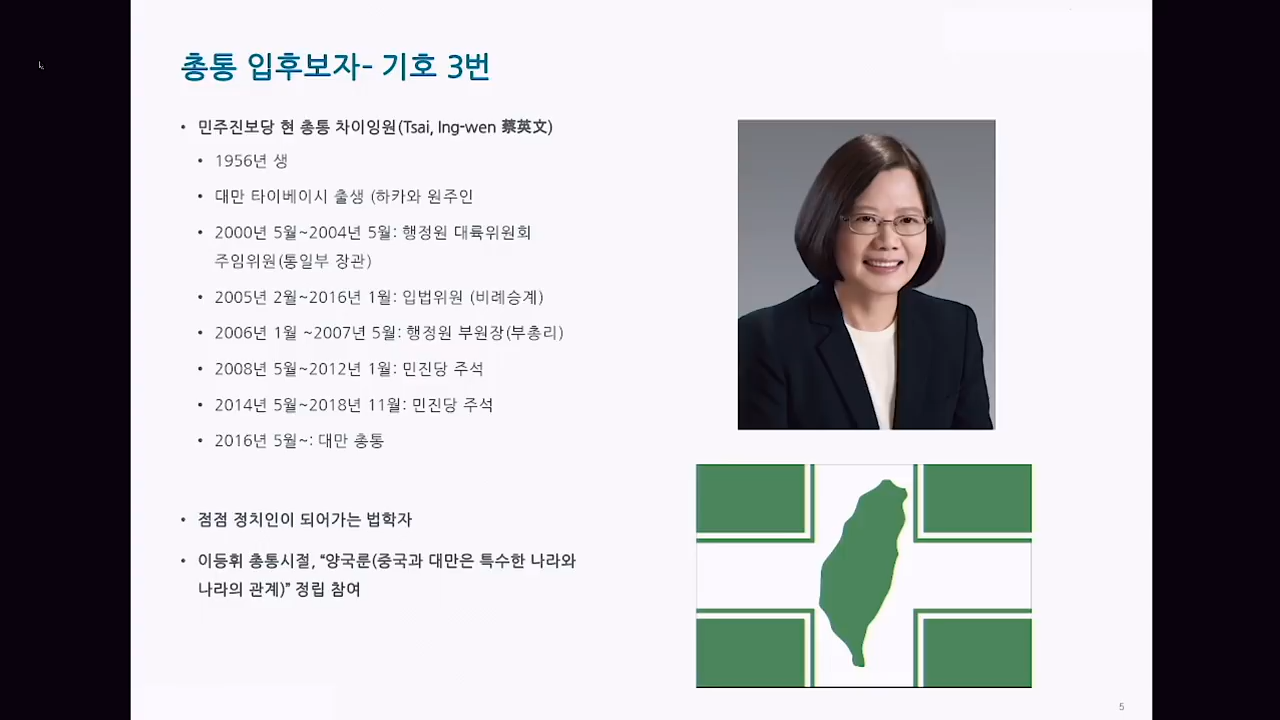 총통 입후보자- 기호 3번
• 민주진보당 현 총통 차이잉원(Tsai, Ing-wen 蔡英文)
• 1956년 생
• 대만 타이베이시 출생 (하카와 원주인
• 2000년 5월~2004년 5월: 행정원 대륙위원회
주임위원(통일부 장관)
• 2005년 2월~2016년 1월: 입법위원 (비례승계)
• 2006년 1월 ~2007년 5월: 행정원 부원장(부총리)
• 2008년 5월~2012년 1월: 민진당 주석
• 2014년 5월~2018년 11월: 민진당 주석
• 2016년 5월~: 대만 총통
• 점점 정치인이 되어가는 법학자
• 이등휘 총통시절, “양국론(중국과 대만은 특수한 나라와
나라의 관계)” 정립 참여
5